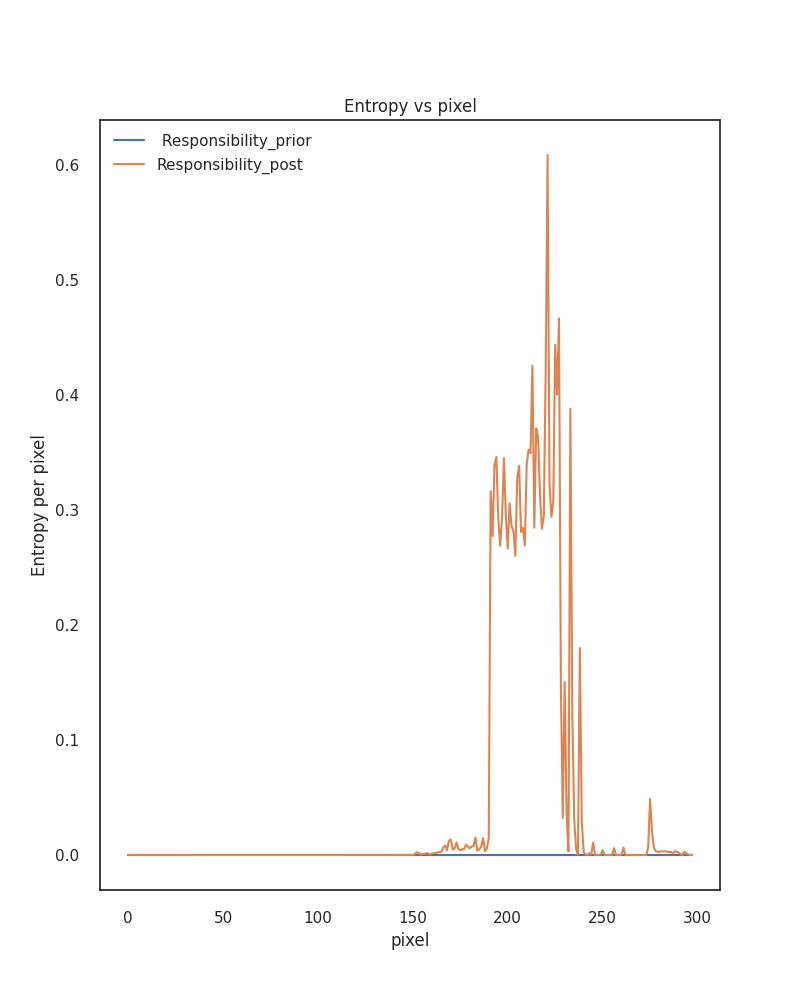 Entropy vs pixel
Responsibility_prior
Responsibility_post
0.6
0.5
0.4
0.3
0.2
0.1
0.0
Entropy per pixel
0 50 100 150 200 250 300
pixel